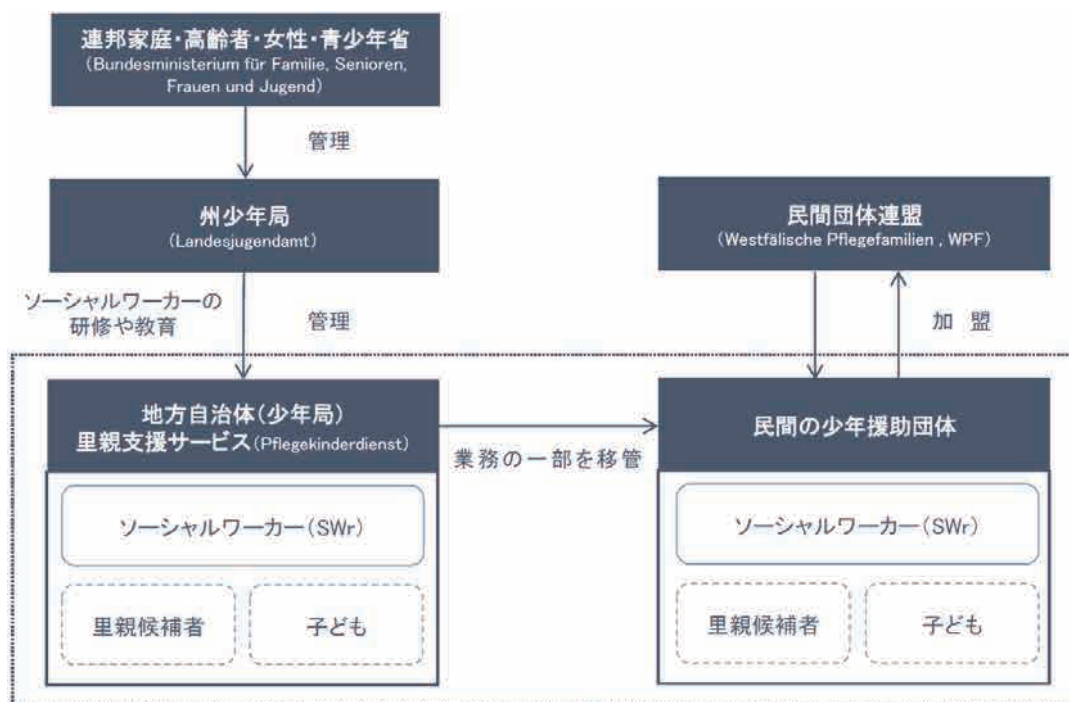 連邦家庭・高齢者・女性・青少年省
(Bundesministerium für Familie, Senioren,
Frauen und Jugend)
管理
州少年局
(Landesjugendamt)
民間団体連盟
(Westfälische Pflegefamilien , WPF)
ソーシャルワーカーの
研修や教育
管理
加 盟
地方自治体(少年局)
里親支援サービス(Pflegekinderdienst)
業務の一部を移管
民間の少年援助団体
ソーシャルワーカー(SWr)
里親候補者
子ども
ソーシャルワーカー(SWr)
里親候補者
子ども